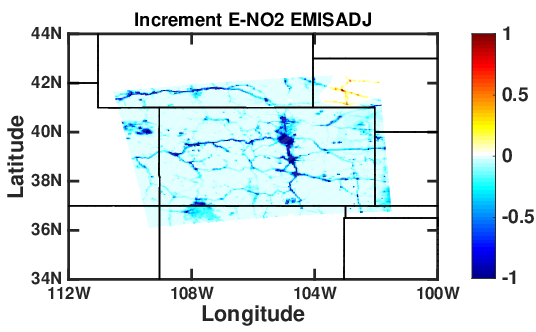 Increment E-NO2 EMISADJ
44N
42N
40N
38N
36N
34N
Latitude
112W 108W 104W 100W
Longitude
1
0.5
0
-0.5
-1